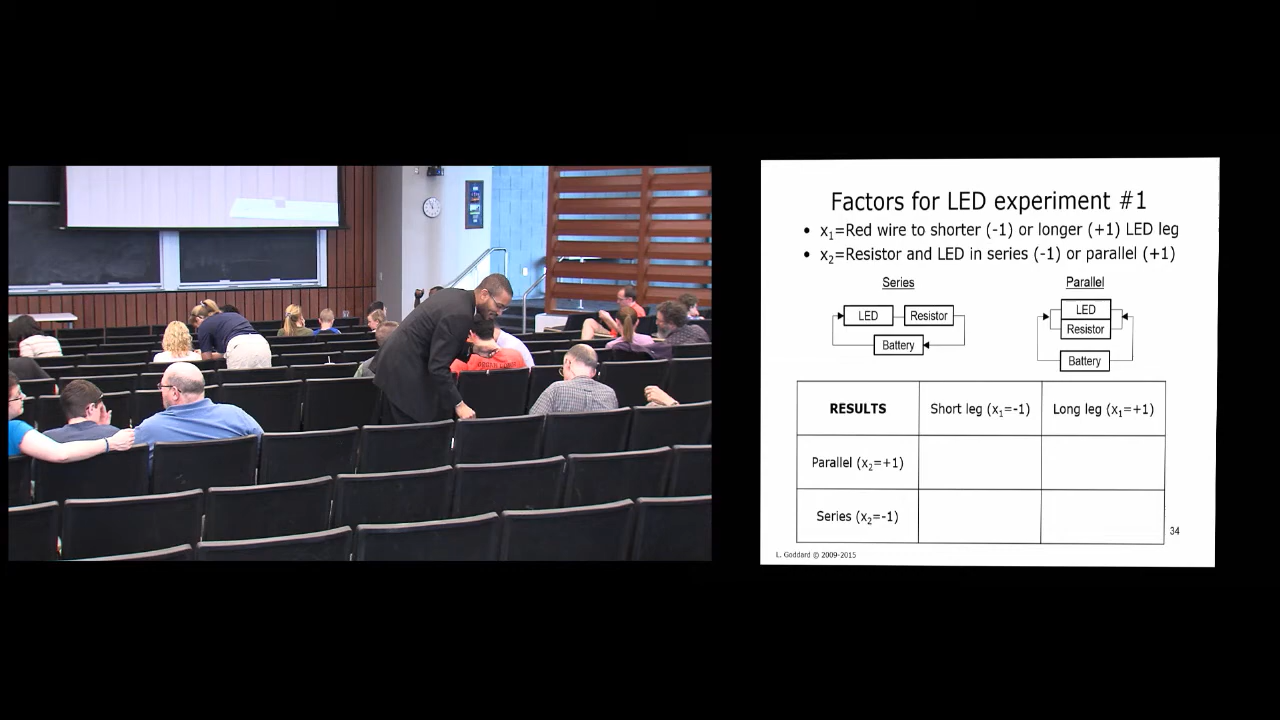 Factors for LED experiment #1
• x₁=Red wire to shorter (-1) or longer (+1) LED leg
• x₂=Resistor and LED in series (-1) or parallel (+1)
Series
Parallel
LED
Resistor
Battery
LED
Resistor
Battery
RESULTS
Short leg (x₁=-1)
Long leg (x₁=+1)
Parallel (x₂=+1)
Series (x₂=-1)
34
L. Goddard © 2009-2015